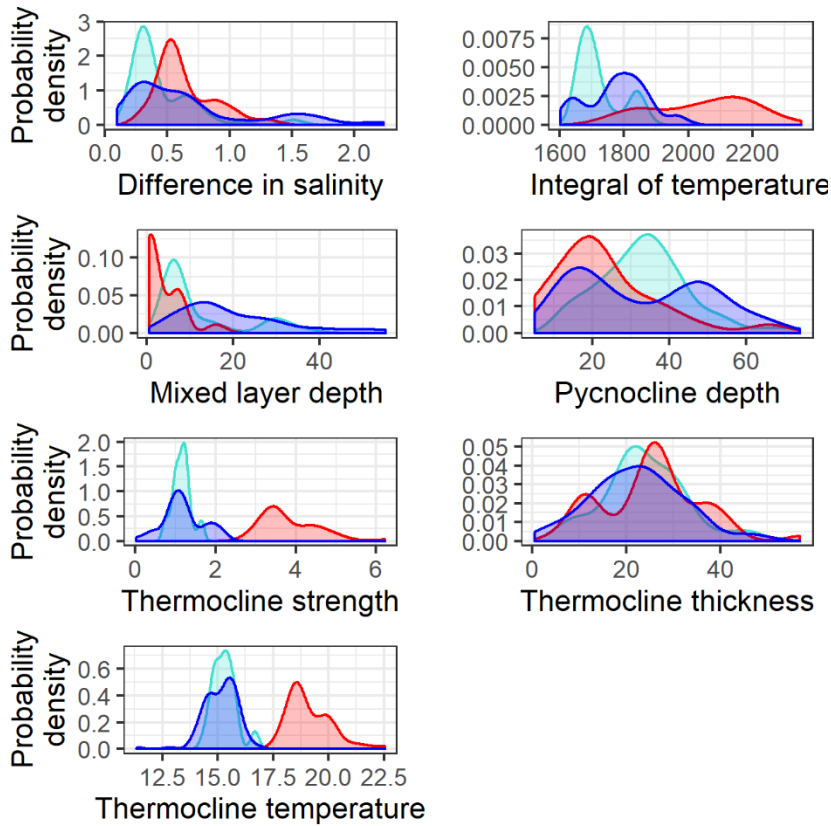 Probability
density
3
2
1
0
0.0 0.5 1.0 1.5 2.0
Difference in salinity
0.0075
0.0050
0.0025
0.0000
1600 1800 2000 2200
Integral of temperature
Probability
density
0.10
0.05
0.00
0 20 40
Mixed layer depth
0.03
0.02
0.01
0.00
20 40 60
Pycnocline depth
Probability
density
2.0
1.5
1.0
0.5
0.0
0 2 4 6
Thermocline strength
0.05
0.04
0.03
0.02
0.01
0.00
0 20 40
Thermocline thickness
Probability
density
0.6
0.4
0.2
0.0
12.5 15.0 17.5 20.0 22.5
Thermocline temperature